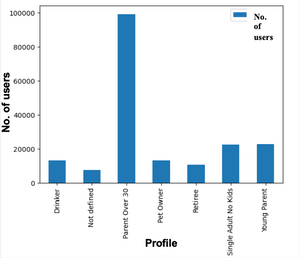 100000
80000
60000
40000
20000
0
No. of users
No.
of
users
Drinker
Not defined
Parent Over 30
Pet Owner
Retiree
Single Adult No Kids
Young Parent
Profile